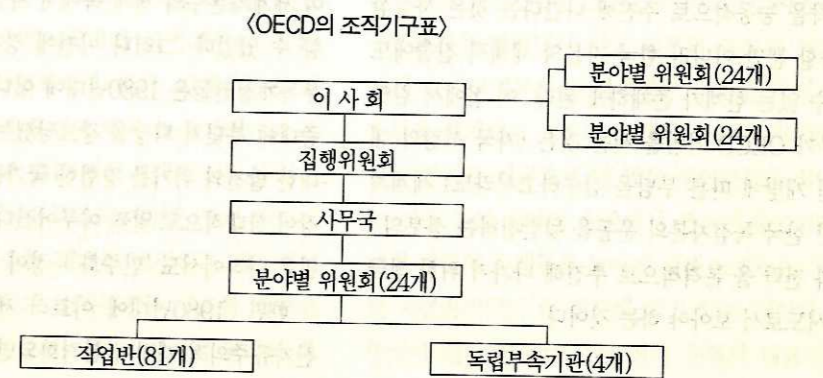 〈OECD의 조직기구표〉
분야별 위원회(24개)
이 사 회
분야별 위원회(24개)
집행위원회
사무국
분야별 위원회(24개)
작업반(81개)
독립부속기관(4개)